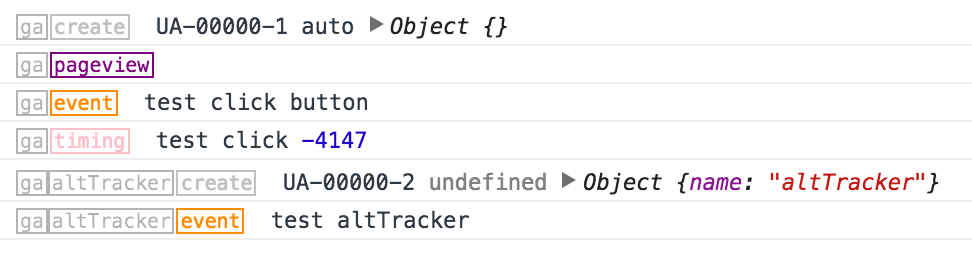 ga create UA-00000-1 auto ▶Object {}
ga pageview
ga event test click button
ga timing test click -4147
ga altTracker create UA-00000-2 undefined ▶Object {name: "altTracker"}
ga altTracker event test altTracker